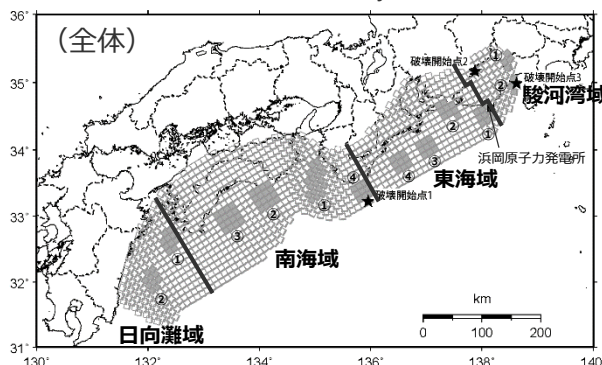 36°
(全体)
破壊開始点2
①
破壊開始点3
35°
②
駿河湾域
②
①
浜岡原子力発電所
34°
④
③
④
東海域
破壊開始点1
33°
①
②
③
南海域
①
km
32°
②
0 100 200
日向灘域
31°
130° 132° 134° 136° 138° 140